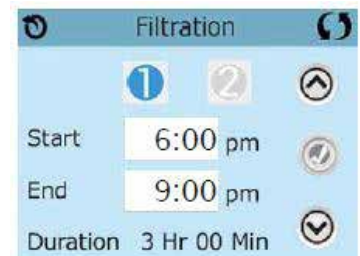 Filtration
1 2
Start 6:00 pm
End 9:00 pm
Duration 3 Hr 00 Min